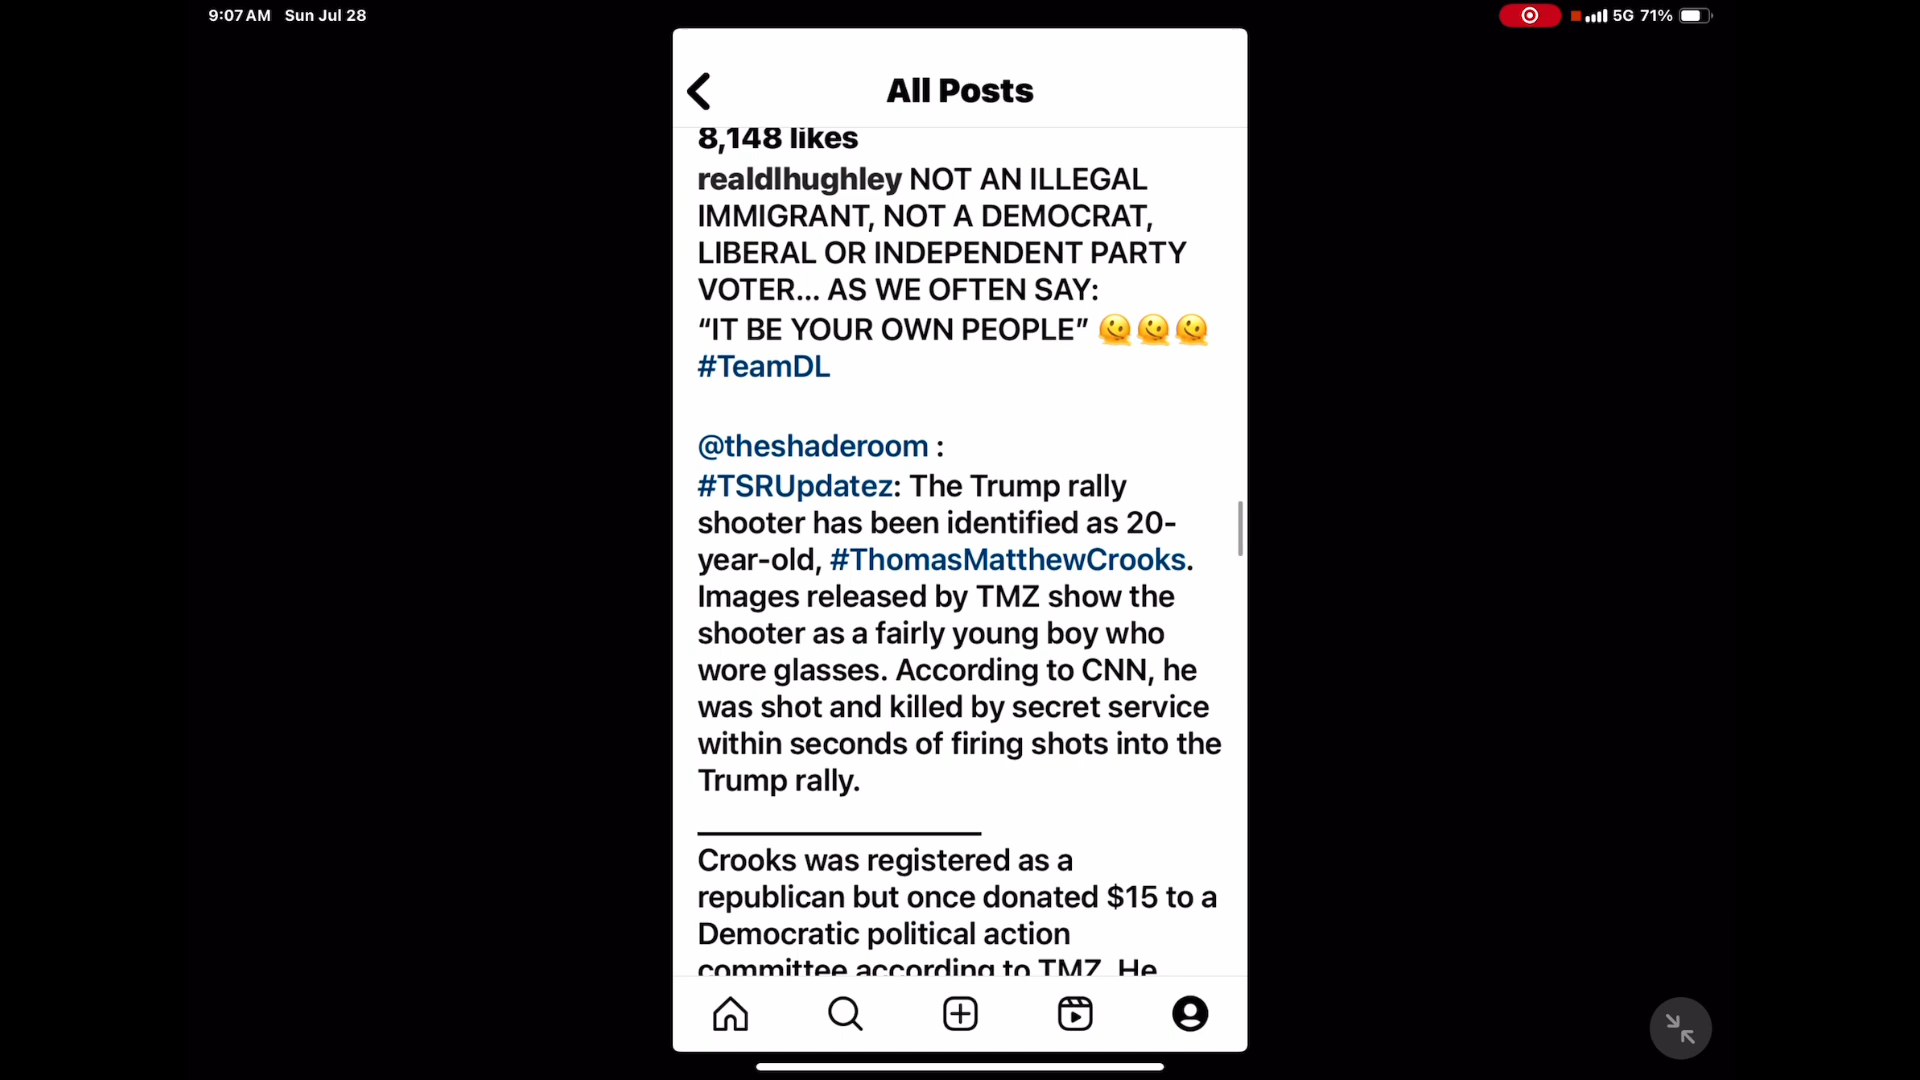 9:07 AM Sun Jul 28
5G 71%
All Posts
8,148 likes
realdlhughley NOT AN ILLEGAL
IMMIGRANT, NOT A DEMOCRAT,
LIBERAL OR INDEPENDENT PARTY
VOTER... AS WE OFTEN SAY:
“IT BE YOUR OWN PEOPLE” 🫠🫠🫠
#TeamDL
@theshaderoom :
#TSRUpdatez: The Trump rally
shooter has been identified as 20-
year-old, #ThomasMatthewCrooks.
Images released by TMZ show the
shooter as a fairly young boy who
wore glasses. According to CNN, he
was shot and killed by secret service
within seconds of firing shots into the
Trump rally.
Crooks was registered as a
republican but once donated $15 to a
Democratic political action
committee according to TMZ. He